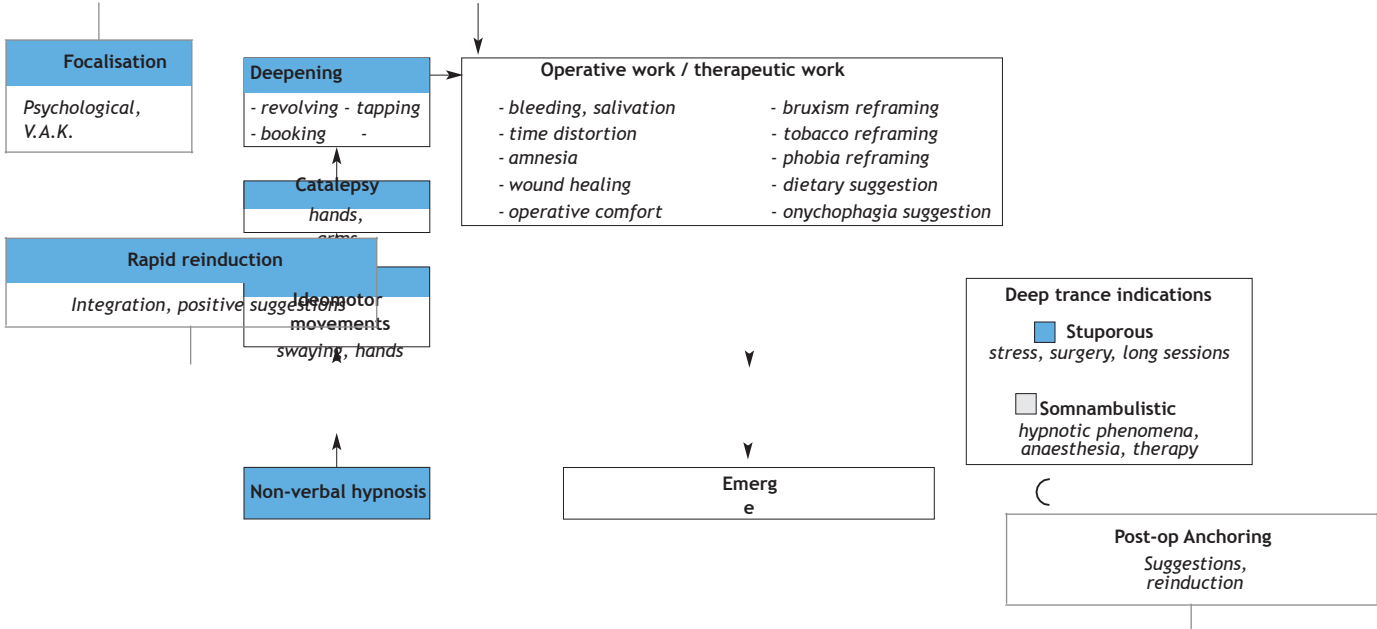 Focalisation
Psychological,
V.A.K.
Deepening
- revolving - tapping
- booking -
Operative work / therapeutic work
- bleeding, salivation
- time distortion
- amnesia
- wound healing
- operative comfort
- bruxism reframing
- tobacco reframing
- phobia reframing
- dietary suggestion
- onychophagia suggestion
Catalepsy
hands,
arms
Rapid reinduction
Integration, positive suggestions
Ideomotor
movements
swaying, hands
Non-verbal hypnosis
Emerg
e
Deep trance indications
Stuporous
stress, surgery, long sessions
Somnambulistic
hypnotic phenomena,
anaesthesia, therapy
Post-op Anchoring
Suggestions,
reinduction